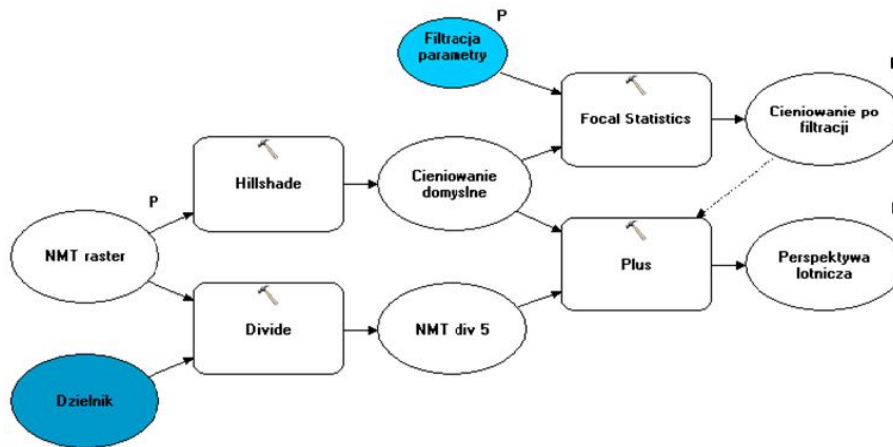 P
Filtracja
parametry
Focal Statistics
Cieniowanie po
filtracji
P
Hillshade
Cieniowanie
domyslne
NMT raster
Plus
Perspektywa
lotnicza
Divide
NMT div 5
Dzielnik